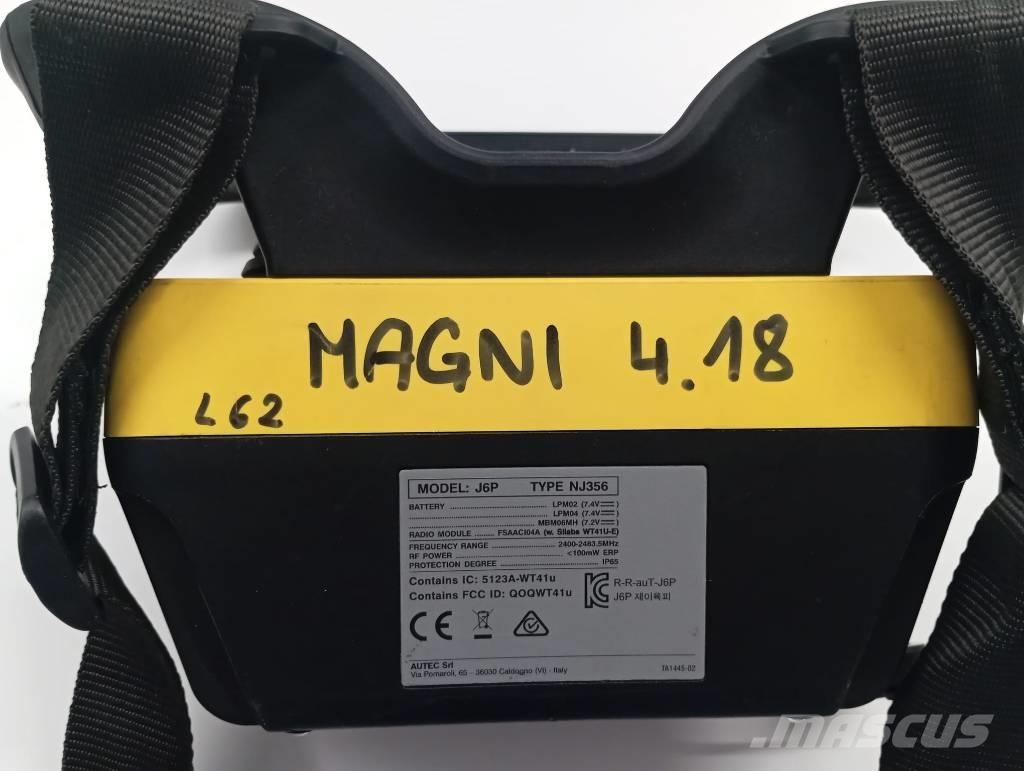 MAGNI 4.18
L62
MODEL: J6P TYPE NJ356
BATTERY ........ LPM02 (7.4V⎓)
........ LPM04 (7.4V⎓)
........ MBM06MH (7.2V⎓)
RADIO MODULE ........ FSAACI04A (w. Silabs WT41U-E)
FREQUENCY RANGE ........ 2400-2483.5MHz
RF POWER ........ <100mW ERP
PROTECTION DEGREE ........ IP65
Contains IC: 5123A-WT41u
Contains FCC ID: QOQWT41u
R-R-auT-J6P
J6P 제이육피
CE
AUTEC Srl
Via Pomaroli, 65 - 36030 Caldogno (VI) - Italy
TA1445-02
MASCUS